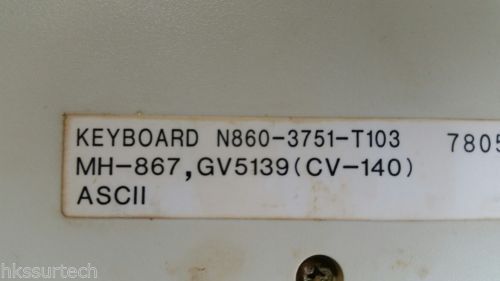 KEYBOARD N860-3751-T103 7805
MH-867,GV5139(CV-140)
ASCII
hkssurtech